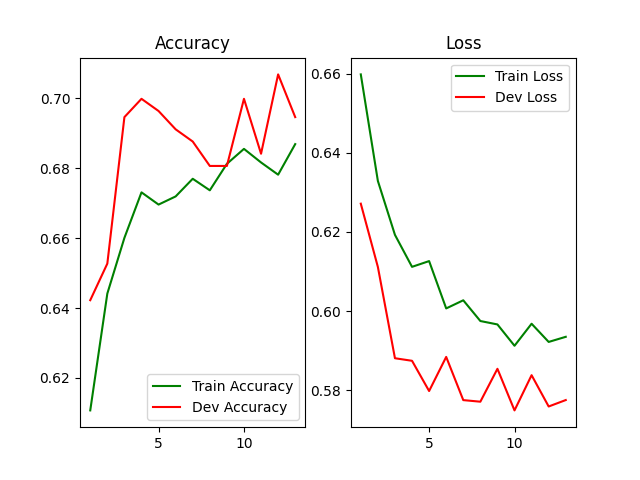 Accuracy
0.70
0.68
0.66
0.64
0.62
5
10
Train Accuracy
Dev Accuracy
Loss
0.66
0.64
0.62
0.60
0.58
5
10
Train Loss
Dev Loss